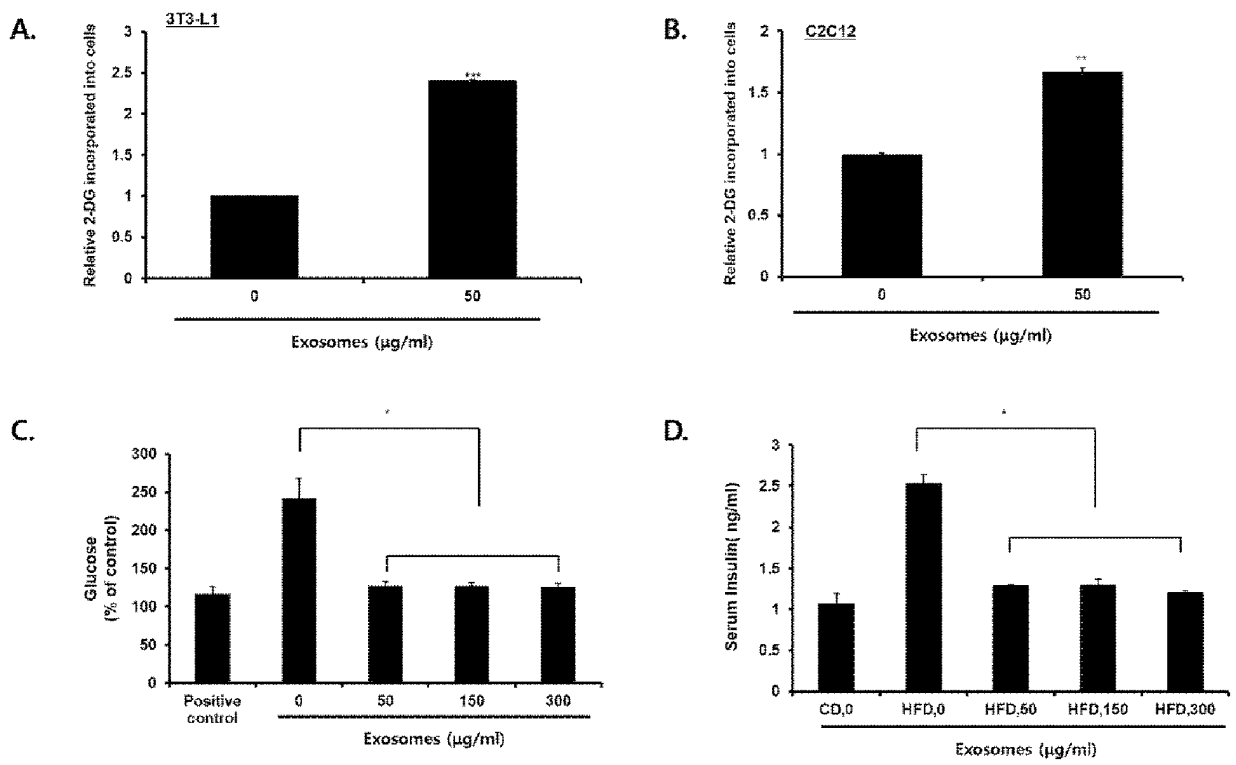 A.
3T3-L1
Relative 2-DG incorporated into cells
3
2.5
2
1.5
1
0.5
0
***
0 50
Exosomes (µg/ml)
B.
C2C12
Relative 2-DG incorporated into cells
2
1.5
1
0.5
0
**
0 50
Exosomes (µg/ml)
C.
Glucose
(% of control)
300
250
200
150
100
50
0
*
Positive
control
0 50 150 300
Exosomes (µg/ml)
D.
Serum Insulin( ng/ml)
3
2.5
2
1.5
1
0.5
0
*
CD,0 HFD,0 HFD,50 HFD,150 HFD,300
Exosomes (µg/ml)